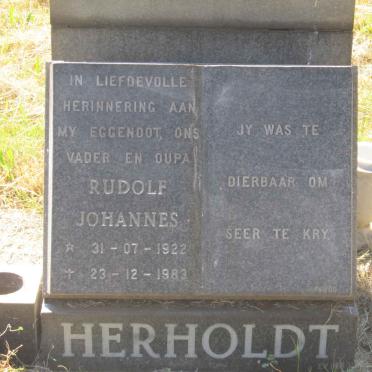 IN LIEFDEVOLLE
HERINNERING AAN
MY EGGENOOT, ONS
VADER EN OUPA
RUDOLF
JOHANNES
* 31-07-1922
+ 23-12-1983
JY WAS TE
DIERBAAR OM
SEER TE KRY
HERHOLDT